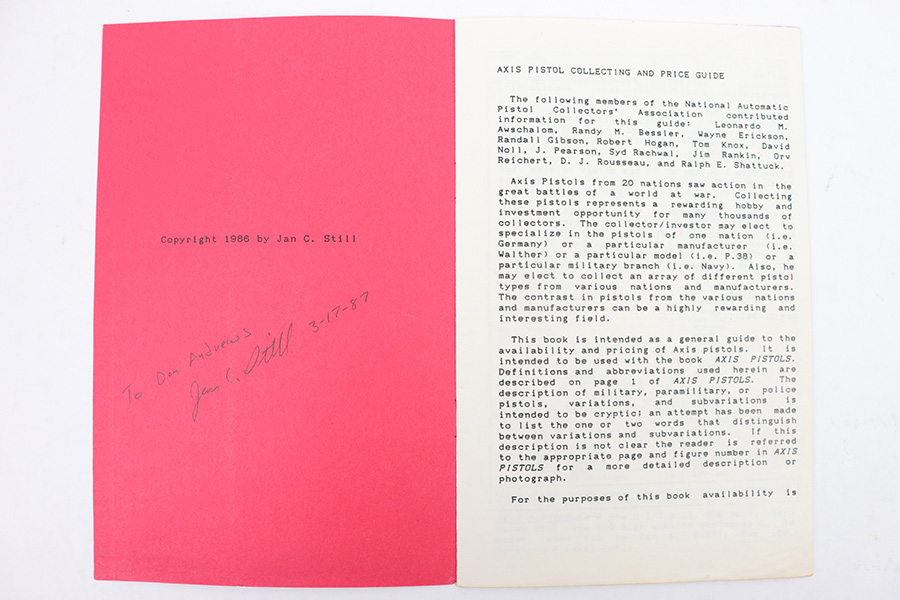 Copyright 1986 by Jan C. Still
To Don Andrews
Jan C. Still 3-17-87
AXIS PISTOL COLLECTING AND PRICE GUIDE
The following members of the National Automatic
Pistol Collectors' Association contributed
information for this guide: Leonardo M.
Awschalom, Randy M. Bessler, Wayne Erickson,
Randall Gibson, Robert Hogan, Tom Knox, David
Noll, J. Pearson, Syd Rachwal, Jim Rankin, Orv
Reichert, D. J. Rousseau, and Ralph E. Shattuck.
Axis Pistols from 20 nations saw action in the
great battles of a world at war. Collecting
these pistols represents a rewarding hobby and
investment opportunity for many thousands of
collectors. The collector/investor may elect to
specialize in the pistols of one nation (i.e.
Germany) or a particular manufacturer (i.e.
Walther) or a particular model (i.e. P.38) or a
particular military branch (i.e. Navy). Also, he
may elect to collect an array of different pistol
types from various nations and manufacturers.
The contrast in pistols from the various nations
and manufacturers can be a highly rewarding and
interesting field.
This book is intended as a general guide to the
availability and pricing of Axis pistols. It is
intended to be used with the book AXIS PISTOLS.
Definitions and abbreviations used herein are
described on page 1 of AXIS PISTOLS. The
description of military, paramilitary, or police
pistols, variations, and subvariations is
intended to be cryptic; an attempt has been made
to list the one or two words that distinguish
between variations and subvariations. If this
description is not clear the reader is referred
to the appropriate page and figure number in AXIS
PISTOLS for a more detailed description or
photograph.
For the purposes of this book availability is